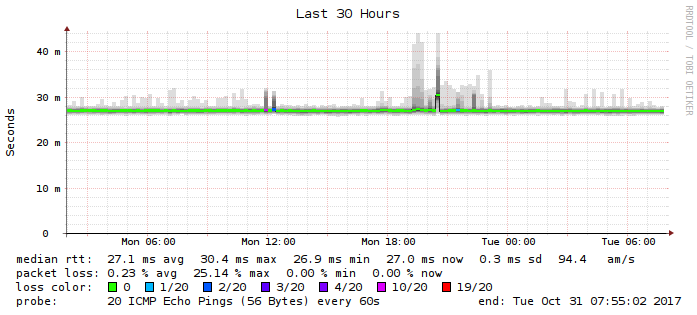 Last 30 Hours
RRDTOOL / TOBI OETIKER
Seconds
40 m
30 m
20 m
10 m
0
Mon 06:00 Mon 12:00 Mon 18:00 Tue 00:00 Tue 06:00
median rtt: 27.1 ms avg 30.4 ms max 26.9 ms min 27.0 ms now 0.3 ms sd 94.4 am/s
packet loss: 0.23 % avg 25.14 % max 0.00 % min 0.00 % now
loss color: 0 1/20 2/20 3/20 4/20 10/20 19/20
probe: 20 ICMP Echo Pings (56 Bytes) every 60s end: Tue Oct 31 07:55:02 2017